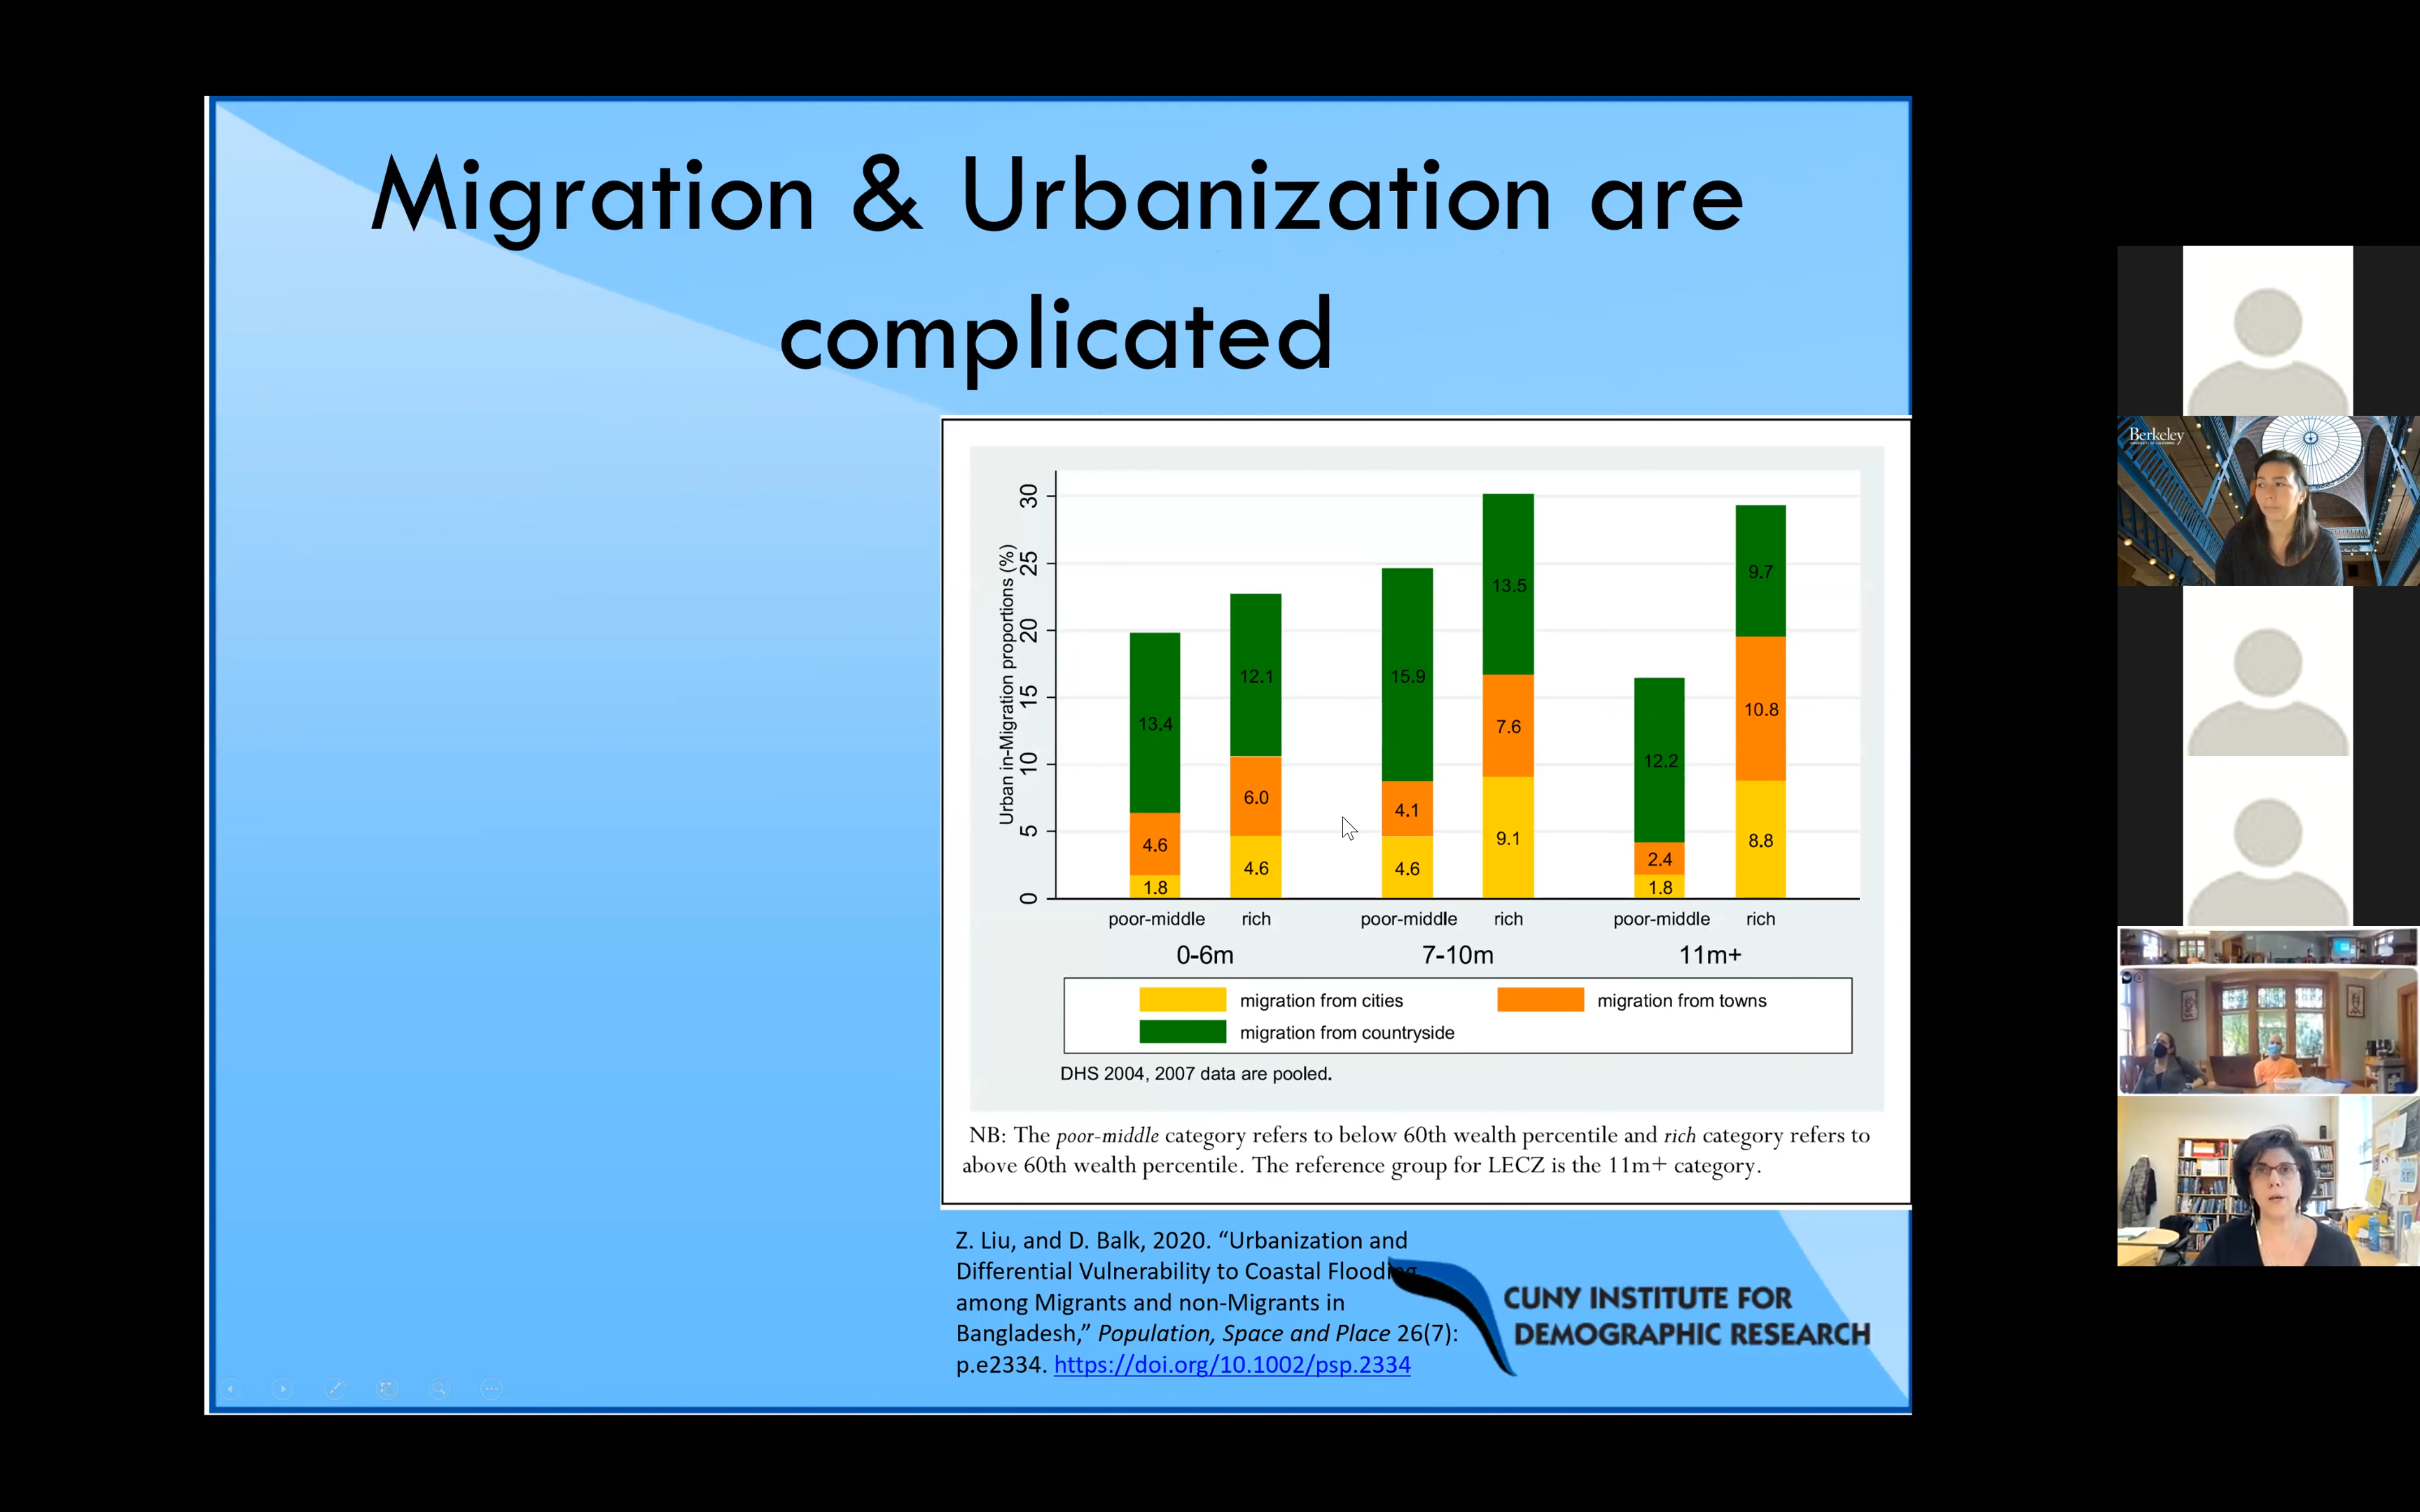 Migration & Urbanization are
complicated
Urban in-Migration proportions (%)
30
25
20
15
10
5
0
13.4
4.6
1.8
12.1
6.0
4.6
15.9
4.1
4.6
13.5
7.6
9.1
12.2
2.4
1.8
9.7
10.8
8.8
poor-middle rich poor-middle rich poor-middle rich
0-6m 7-10m 11m+
migration from cities migration from towns
migration from countryside
DHS 2004, 2007 data are pooled.
NB: The poor-middle category refers to below 60th wealth percentile and rich category refers to
above 60th wealth percentile. The reference group for LECZ is the 11m+ category.
Z. Liu, and D. Balk, 2020. “Urbanization and
Differential Vulnerability to Coastal Flooding
among Migrants and non-Migrants in
Bangladesh,” Population, Space and Place 26(7):
p.e2334. https://doi.org/10.1002/psp.2334
CUNY INSTITUTE FOR
DEMOGRAPHIC RESEARCH
Berkeley